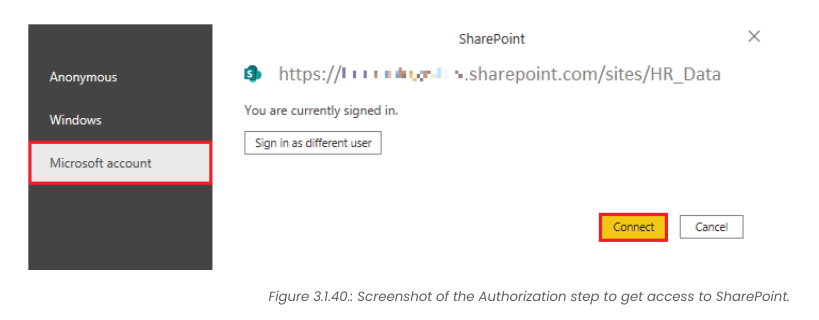 SharePoint
Anonymous
Windows
Microsoft account
https:// .sharepoint.com/sites/HR_Data
You are currently signed in.
Sign in as different user
Connect
Cancel
Figure 3.1.40.: Screenshot of the Authorization step to get access to SharePoint.